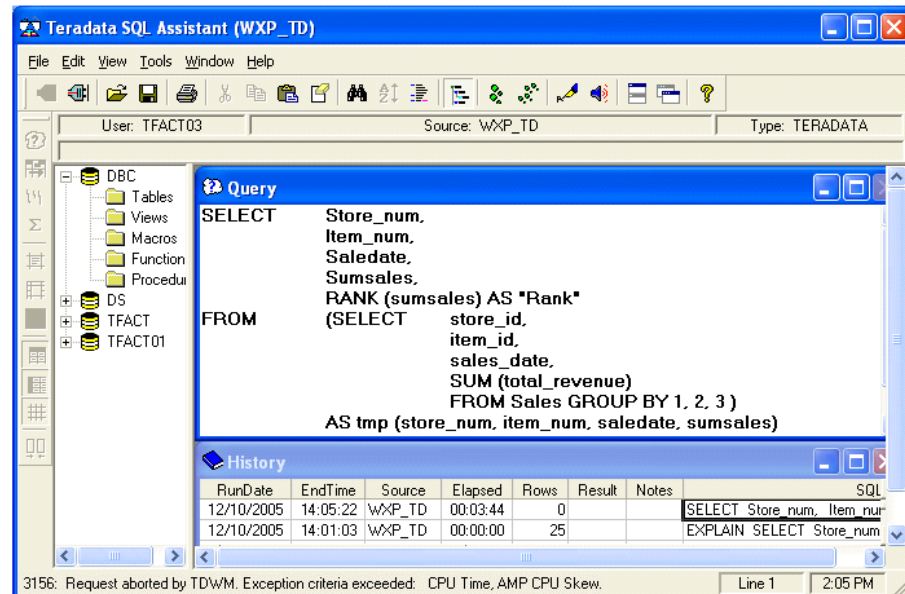 Teradata SQL Assistant (WXP_TD)
File Edit View Tools Window Help
User: TFACT03 Source: WXP_TD Type: TERADATA
DBC
Tables
Views
Macros
Function
Procedu
DS
TFACT
TFACT01
Query
SELECT Store_num,
Item_num,
Saledate,
Sumsales,
RANK (sumsales) AS "Rank"
FROM (SELECT store_id,
item_id,
sales_date,
SUM (total_revenue)
FROM Sales GROUP BY 1, 2, 3 )
AS tmp (store_num, item_num, saledate, sumsales)
History
RunDate EndTime Source Elapsed Rows Result Notes SQL
12/10/2005 14:05:22 WXP_TD 00:03:44 0 SELECT Store_num, Item_nur
12/10/2005 14:01:03 WXP_TD 00:00:00 25 EXPLAIN SELECT Store_num
3156: Request aborted by TDWM. Exception criteria exceeded: CPU Time, AMP CPU Skew. Line 1 2:05 PM